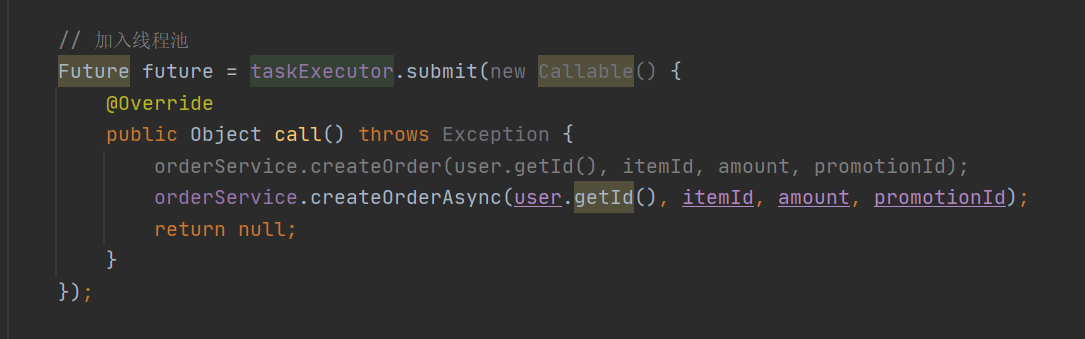 // 加入线程池
Future future = taskExecutor.submit(new Callable() {
@Override
public Object call() throws Exception {
orderService.createOrder(user.getId(), itemId, amount, promotionId);
orderService.createOrderAsync(user.getId(), itemId, amount, promotionId);
return null;
}
});